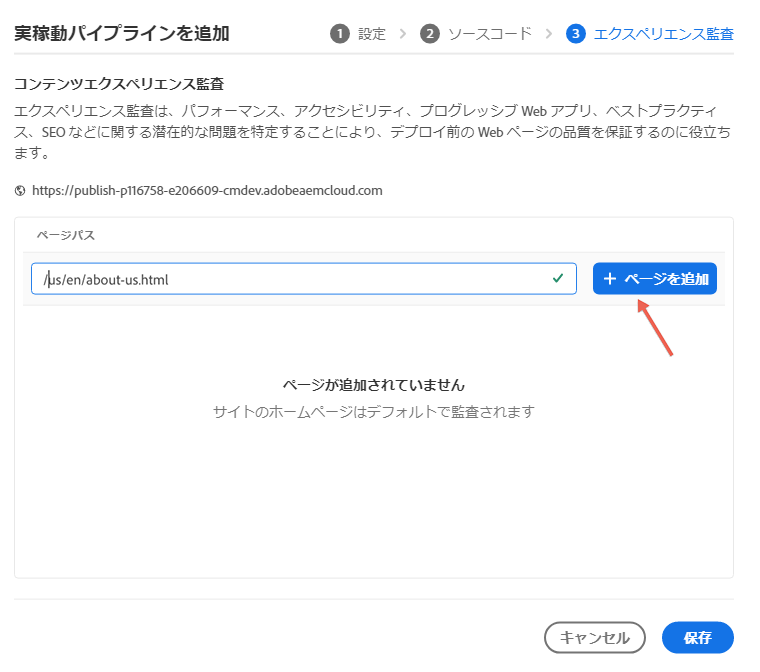 実稼動パイプラインを追加
1 設定 > 2 ソースコード > 3 エクスペリエンス監査
コンテンツエクスペリエンス監査
エクスペリエンス監査は、パフォーマンス、アクセシビリティ、プログレッシブ Web アプリ、ベストプラクティ
ス、SEO などに関する潜在的な問題を特定することにより、デプロイ前の Web ページの品質を保証するのに役立ち
ます。
https://publish-p116758-e206609-cmdev.adobeaemcloud.com
ページパス
/us/en/about-us.html
+ ページを追加
ページが追加されていません
サイトのホームページはデフォルトで監査されます
キャンセル
保存